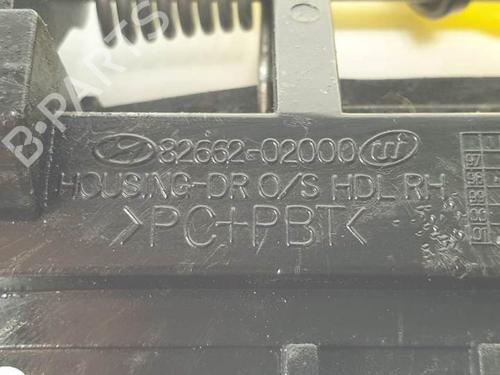 B-PARTS
82662-02000
HOUSING-DR O/S HDL RH
>PC+PBT<